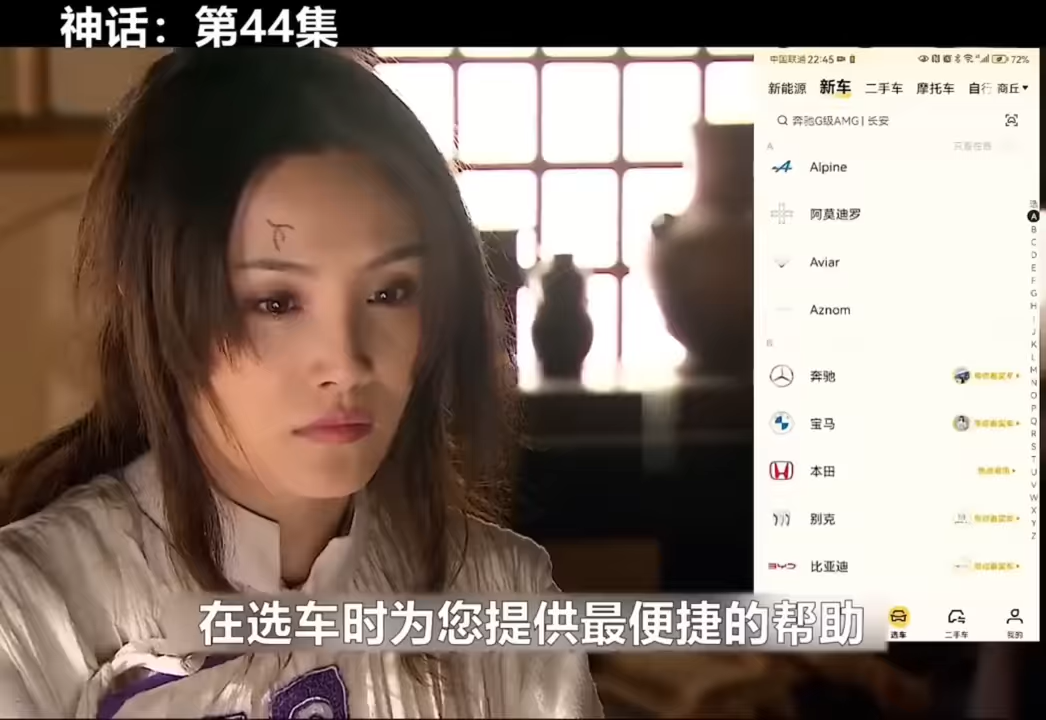 神话：第44集
中国联通 22:45
72%
新能源 新车 二手车 摩托车 自行 商丘
奔驰G级AMG | 长安
A
Alpine
阿莫迪罗
Aviar
Aznom
B
奔驰
宝马
本田
别克
BYD 比亚迪
选
A
B
C
D
E
F
G
H
I
J
K
L
M
N
O
P
Q
R
S
T
U
V
W
X
Y
Z
在选车时为您提供最便捷的帮助
选车 二手车 我的